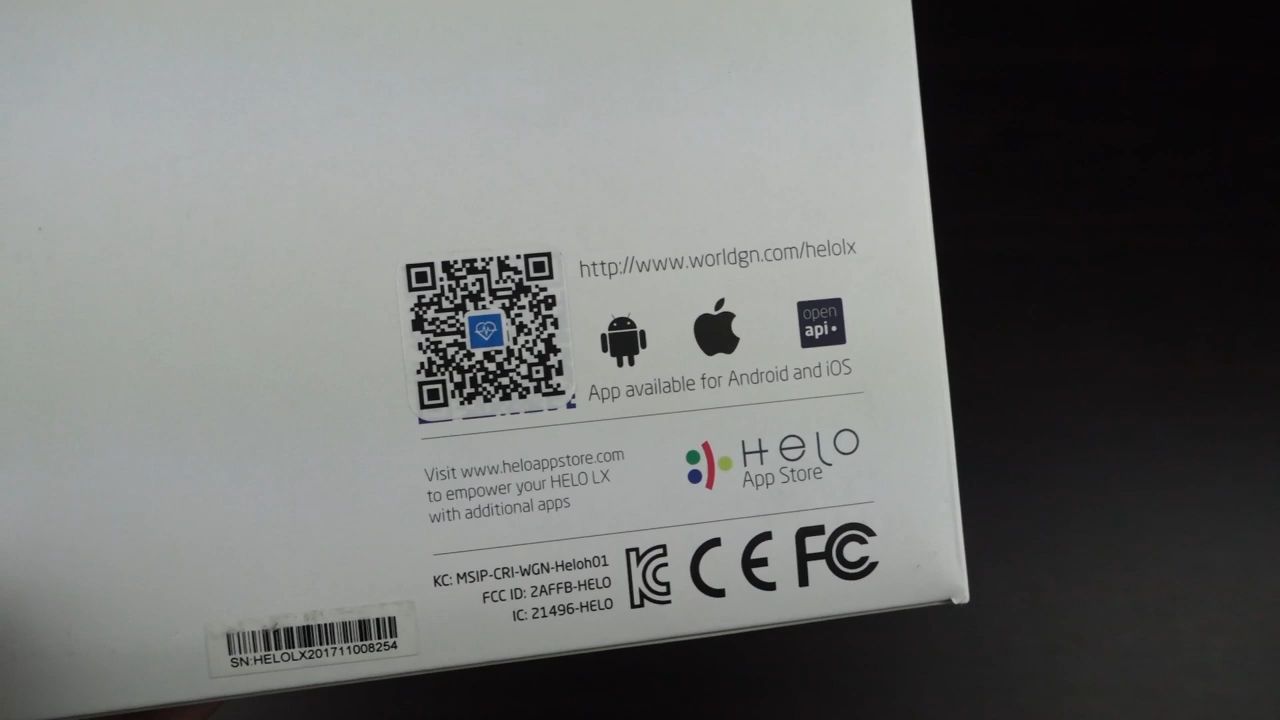 http://www.worldgn.com/helolx
open
api•
App available for Android and iOS
Visit www.heloappstore.com
to empower your HELO LX
with additional apps
HELO
App Store
KC: MSIP-CRI-WGN-Heloh01
FCC ID: 2AFFB-HELO
IC: 21496-HELO
KC CE FC
SN:HELOLX201711008254